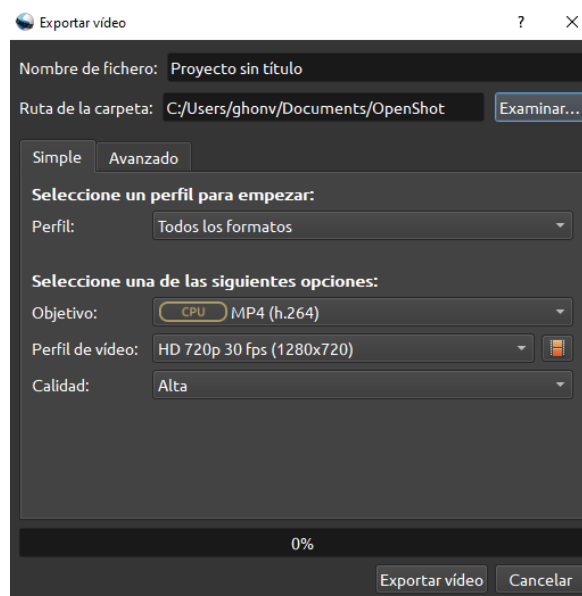 Exportar vídeo ?
Nombre de fichero: Proyecto sin título
Ruta de la carpeta: C:/Users/ghonv/Documents/OpenShot Examinar...
Simple Avanzado
Seleccione un perfil para empezar:
Perfil: Todos los formatos
Seleccione una de las siguientes opciones:
Objetivo: CPU MP4 (h.264)
Perfil de vídeo: HD 720p 30 fps (1280x720)
Calidad: Alta
0%
Exportar vídeo Cancelar